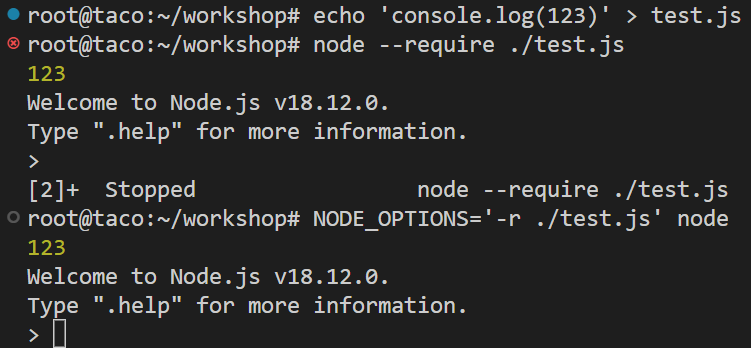 root@taco:~/workshop# echo 'console.log(123)' > test.js
root@taco:~/workshop# node --require ./test.js
123
Welcome to Node.js v18.12.0.
Type ".help" for more information.
>
[2]+  Stopped                 node --require ./test.js
root@taco:~/workshop# NODE_OPTIONS='-r ./test.js' node
123
Welcome to Node.js v18.12.0.
Type ".help" for more information.
>